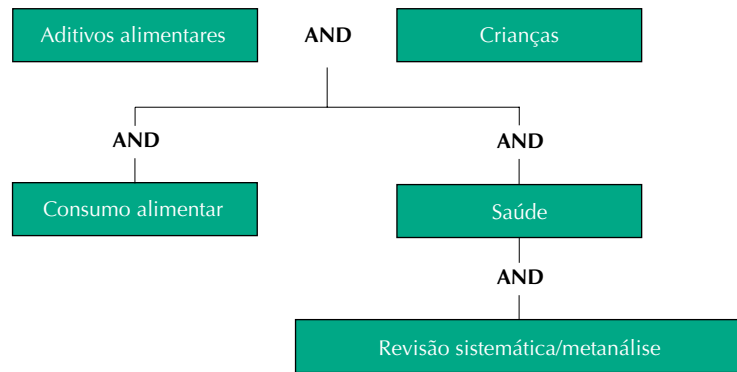 Aditivos alimentares AND Crianças
AND AND
Consumo alimentar Saúde
AND
Revisão sistemática/metanálise